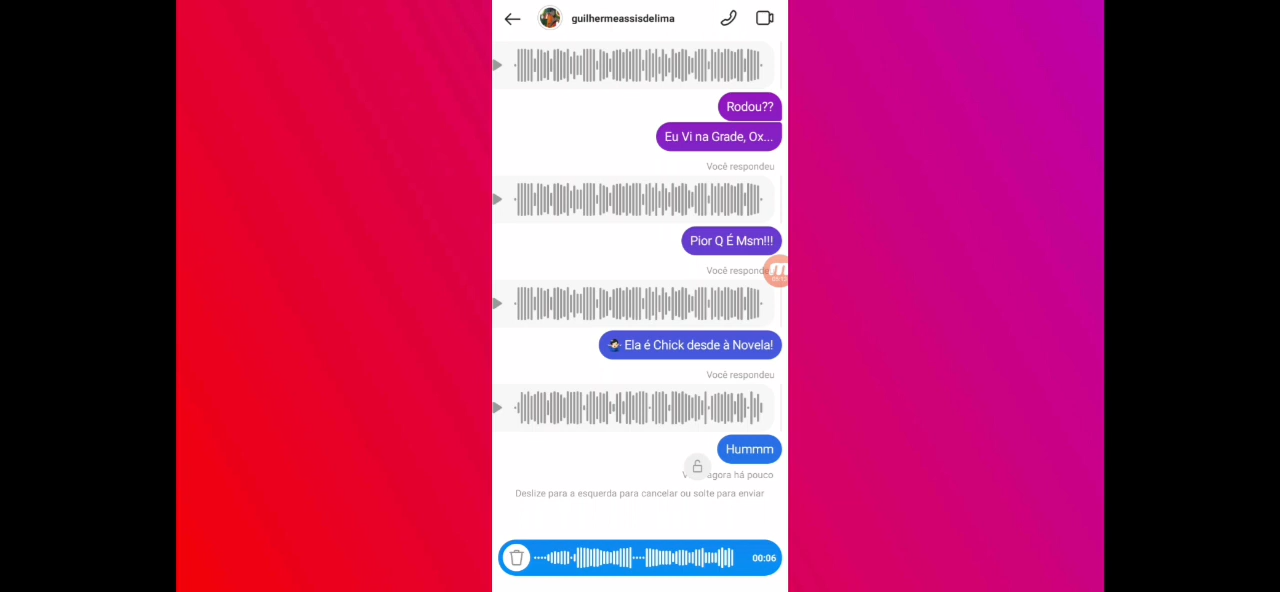 guilhermeassisdelima
Rodou??
Eu Vi na Grade, Ox...
Você respondeu
Pior Q É Msm!!!
Você responde
Ela é Chick desde à Novela!
Você respondeu
Hummm
agora há pouco
Deslize para a esquerda para cancelar ou solte para enviar
00:06